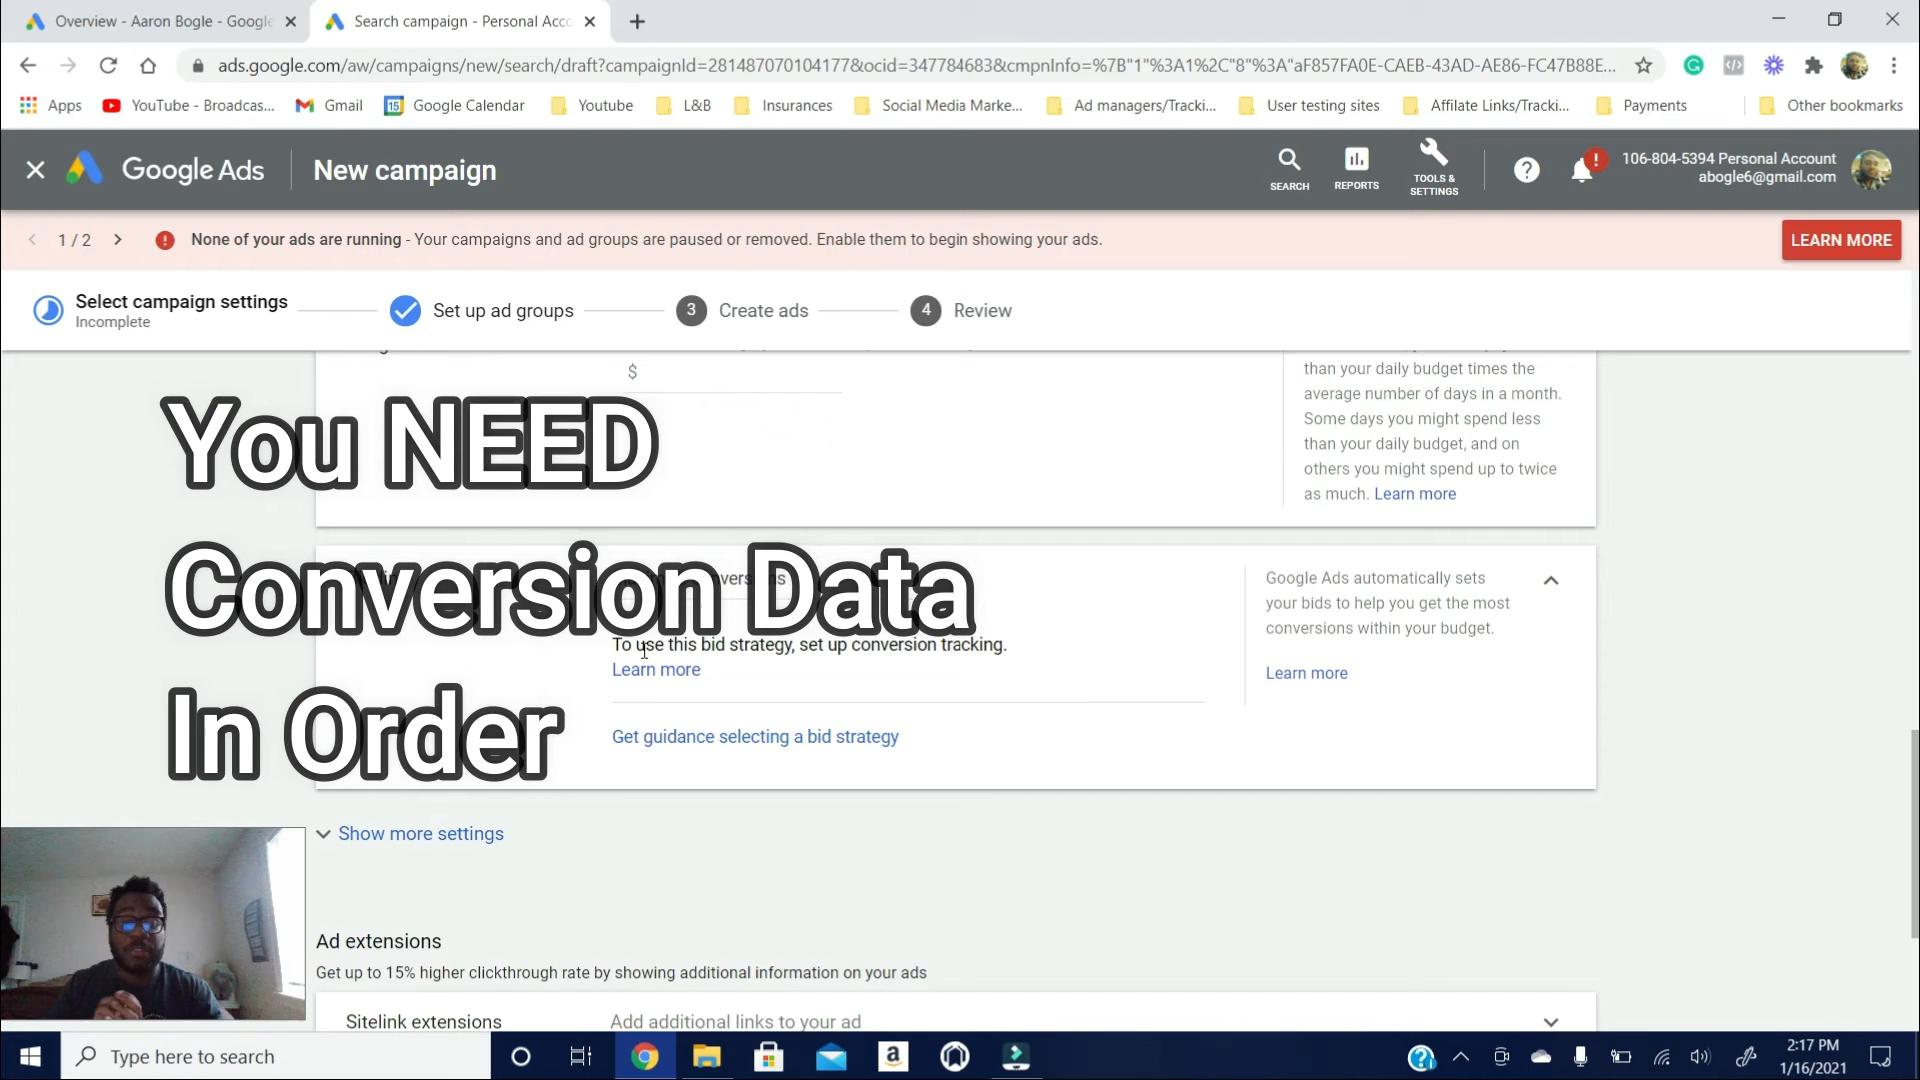 Overview - Aaron Bogle - Google
Search campaign - Personal Acc
ads.google.com/aw/campaigns/new/search/draft?campaignId=281487070104177&ocid=347784683&cmpnInfo=%7B"1"%3A1%2C"8"%3A"aF857FA0E-CAEB-43AD-AE86-FC47B88E...
Apps YouTube - Broadcas... Gmail 15 Google Calendar Youtube L&B Insurances Social Media Marke... Ad managers/Tracki... User testing sites Affilate Links/Tracki... Payments Other bookmarks
Google Ads New campaign
SEARCH REPORTS TOOLS & SETTINGS
106-804-5394 Personal Account
abogle6@gmail.com
1 / 2 None of your ads are running - Your campaigns and ad groups are paused or removed. Enable them to begin showing your ads. LEARN MORE
Select campaign settings
Incomplete
Set up ad groups
3 Create ads
4 Review
$
than your daily budget times the
average number of days in a month.
Some days you might spend less
than your daily budget, and on
others you might spend up to twice
as much. Learn more
You NEED
Conversion Data
In Order
To use this bid strategy, set up conversion tracking.
Learn more
Get guidance selecting a bid strategy
Google Ads automatically sets
your bids to help you get the most
conversions within your budget.
Learn more
Show more settings
Ad extensions
Get up to 15% higher clickthrough rate by showing additional information on your ads
Sitelink extensions Add additional links to your ad
Type here to search
2:17 PM
1/16/2021